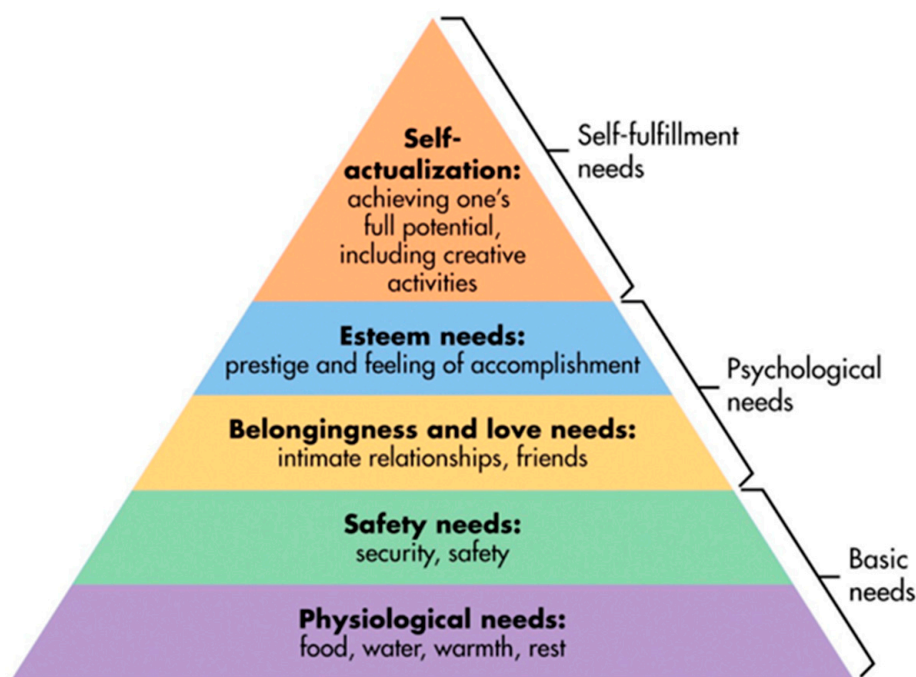 Self-
actualization:
achieving one's
full potential,
including creative
activities
Self-fulfillment
needs
Esteem needs:
prestige and feeling of accomplishment
Psychological
needs
Belongingness and love needs:
intimate relationships, friends
Safety needs:
security, safety
Basic
needs
Physiological needs:
food, water, warmth, rest